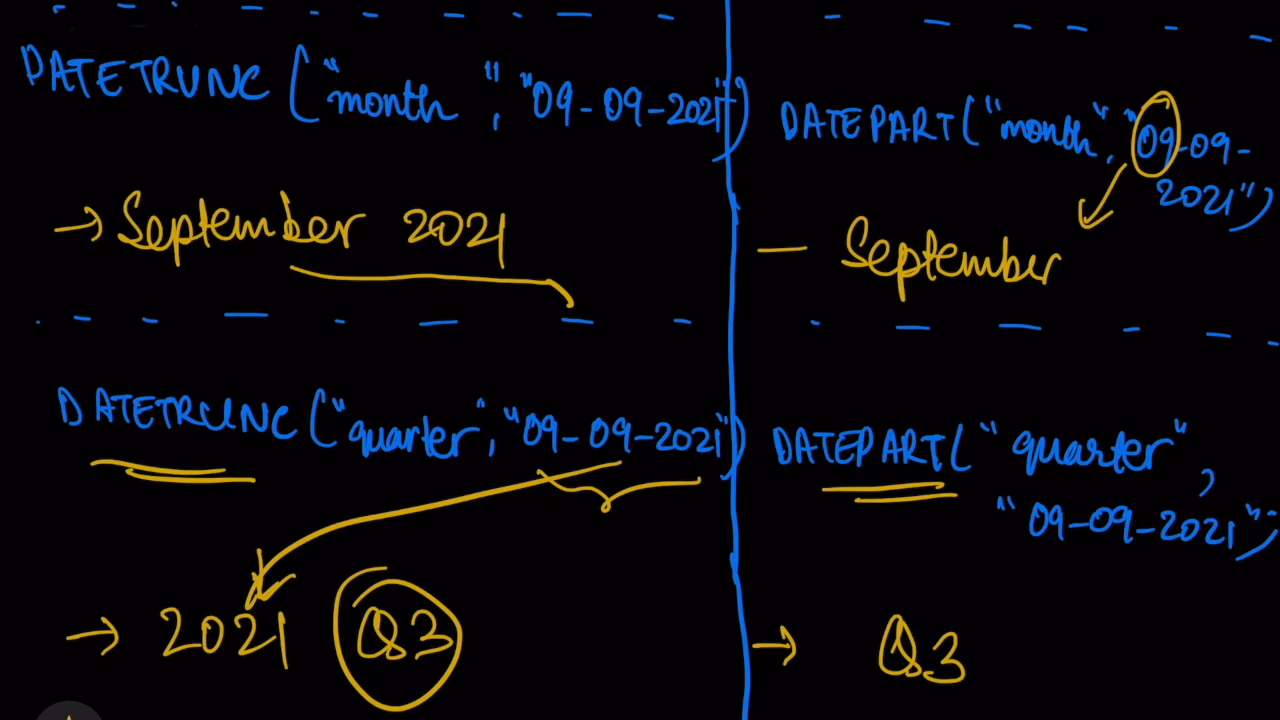 DATETRUNC ("month", "09-09-2021")
→ September 2021
DATEPART ("month", "09-09-
2021")
— September
DATETRUNC ("quarter", "09-09-2021")
→ 2021 Q3
DATEPART ("quarter",
"09-09-2021")
→ Q3